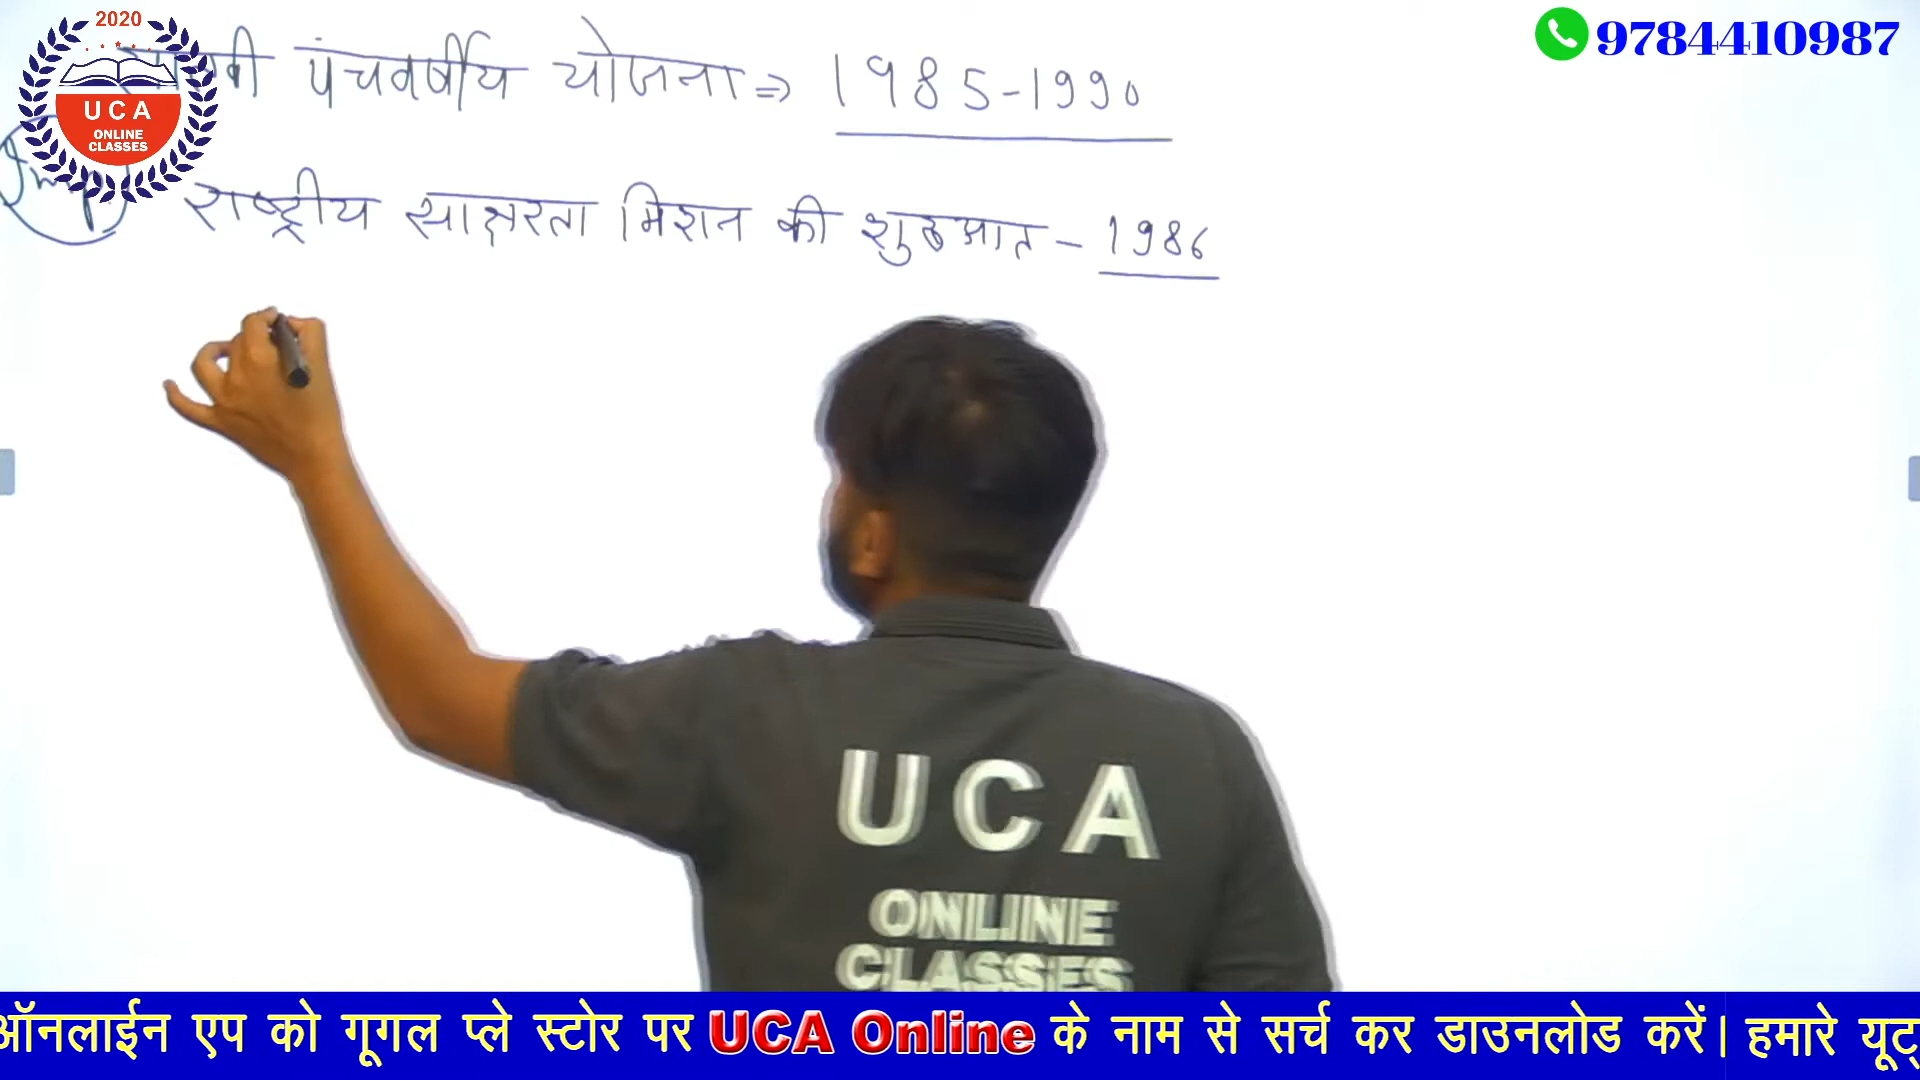 2020
UCA
ONLINE
CLASSES
9784410987
पंचवर्षीय योजना ⇒ 1985-1990
Imp
राष्ट्रीय साक्षरता मिशन की शुरुआत - 1986
UCA
ONLINE
CLASSES
ऑनलाईन एप को गूगल प्ले स्टोर पर UCA Online के नाम से सर्च कर डाउनलोड करें| हमारे